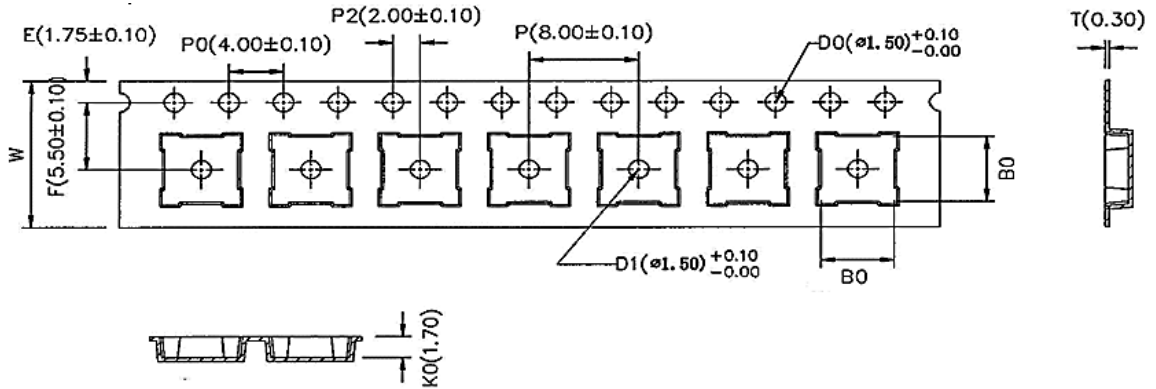 P2(2.00±0.10)
E(1.75±0.10)
P0(4.00±0.10)
P(8.00±0.10)
D0(ø1.50)+0.10 -0.00
T(0.30)
W
F(5.50±0.10)
B0
D1(ø1.50)+0.10 -0.00
B0
K0(1.70)